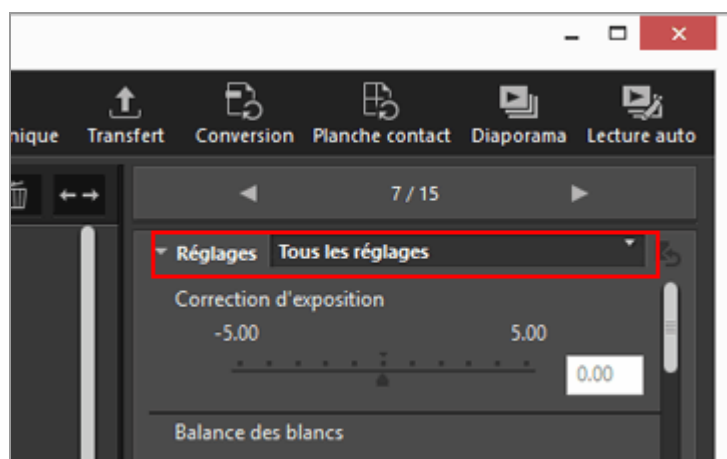 nique Transfert Conversion Planche contact Diaporama Lecture auto
7 / 15
Réglages Tous les réglages
Correction d'exposition
-5.00 5.00
0.00
Balance des blancs